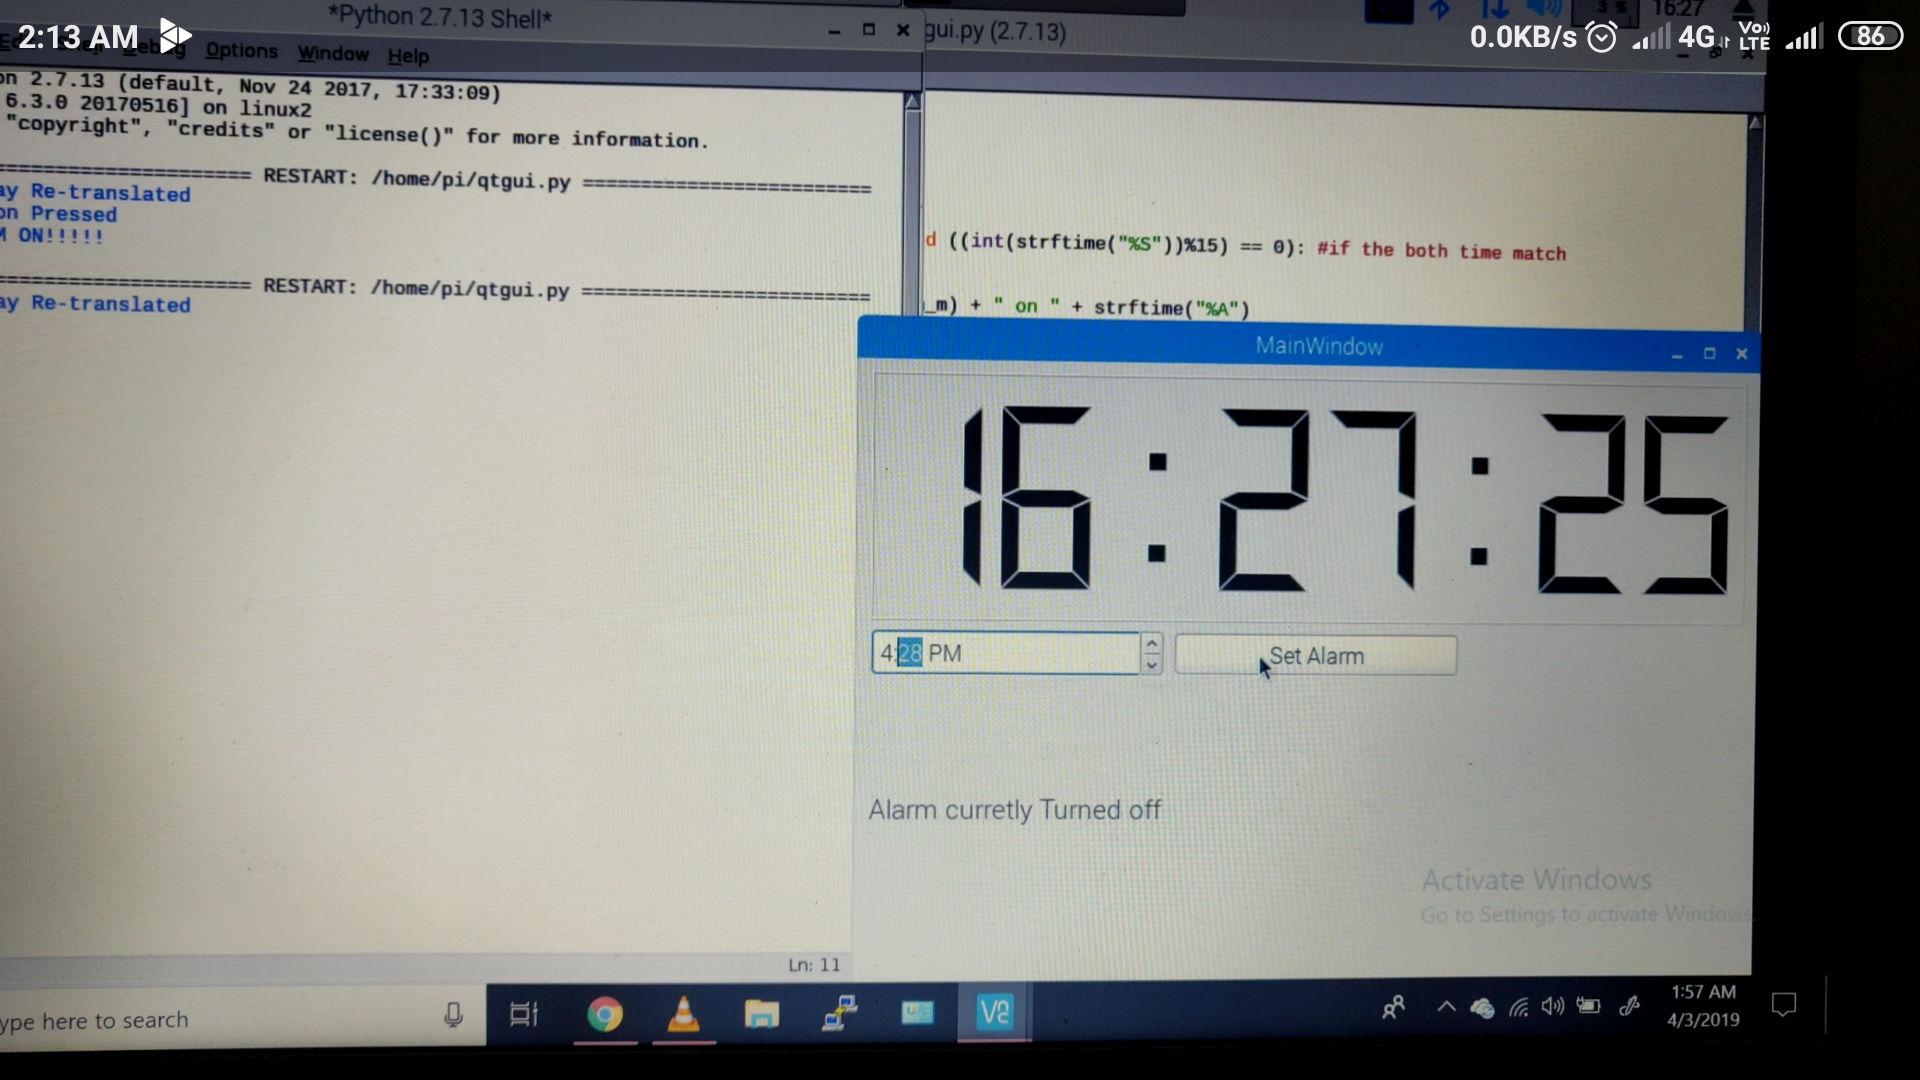 2:13 AM
0.0KB/s 4G Vo) LTE 86
*Python 2.7.13 Shell*
Debug Options Window Help
on 2.7.13 (default, Nov 24 2017, 17:33:09)
6.3.0 20170516] on linux2
"copyright", "credits" or "license()" for more information.
==================== RESTART: /home/pi/qtgui.py ====================
ay Re-translated
on Pressed
M ON!!!!!
==================== RESTART: /home/pi/qtgui.py ====================
ay Re-translated
Ln: 11
3 % 16:27
gui.py (2.7.13)
d ((int(strftime("%S"))%15) == 0): #if the both time match
_m) + " on " + strftime("%A")
MainWindow
16:27:25
4:28 PM
Set Alarm
Alarm curretly Turned off
Activate Windows
Go to Settings to activate Windows.
ype here to search
V2
1:57 AM
4/3/2019